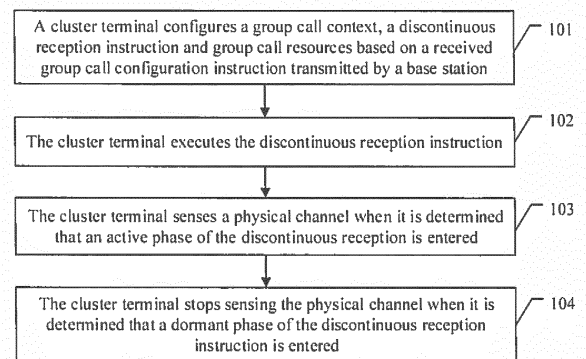 A cluster terminal configures a group call context, a discontinuous
reception instruction and group call resources based on a received
group call configuration instruction transmitted by a base station
101
102
The cluster terminal executes the discontinuous reception instruction
103
The cluster terminal senses a physical channel when it is determined
that an active phase of the discontinuous reception is entered
104
The cluster terminal stops sensing the physical channel when it is
determined that a dormant phase of the discontinuous reception
instruction is entered